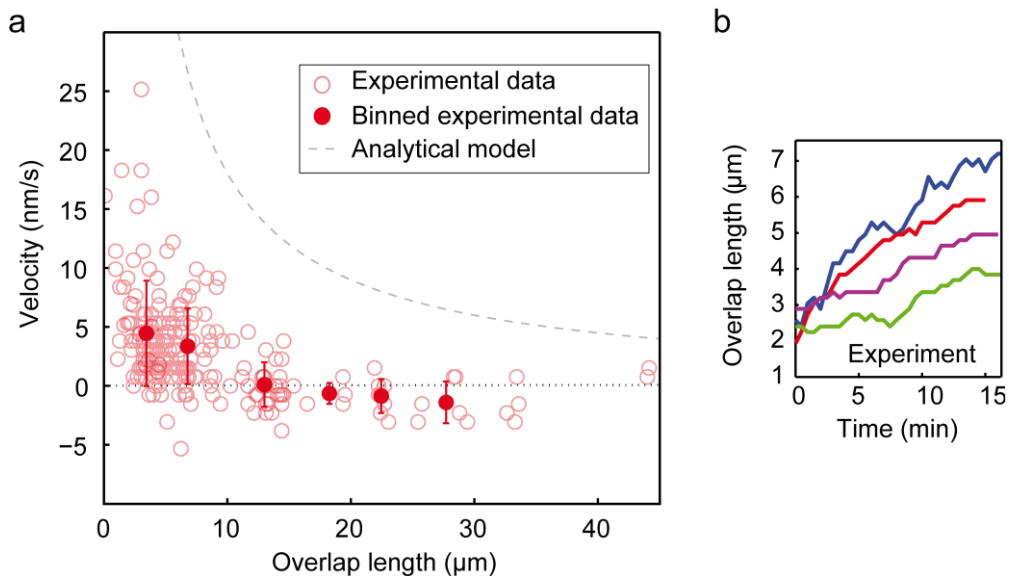 a
Velocity (nm/s)
25
20
15
10
5
0
−5
Experimental data
Binned experimental data
Analytical model
0 10 20 30 40
Overlap length (μm)
b
Overlap length (μm)
7
6
5
4
3
2
1
Experiment
0 5 10 15
Time (min)